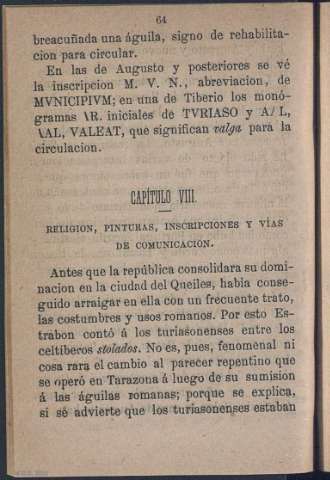 64
breacuñada una águila, signo de rehabilita-
cion para circular.
En las de Augusto y posteriores se vé
la inscripcion M. V. N., abreviacion, de
MVNICIPIVM; en una de Tiberio los monó-
gramas \R. iniciales de TVRIASO y
\AL, VALEAT, que significan valga para la
circulacion.
CAPÍTULO VIII.
RELIGION, PINTURAS, INSCRIPCIONES Y VÍAS
DE COMUNICACION.
Antes que la república consolidara su domi-
nacion en la ciudad del Queiles, habia conse-
guido arraigar en ella con un frecuente trato,
las costumbres y usos romanos. Por esto Es-
trabon contó á los turiasonenses entre los
celtíberos stolados. No es, pues, fenomenal ni
cosa rara el cambio al parecer repentino que
se operó en Tarazona á luego de su sumision
á las águilas romanas; porque se explica,
si se advierte que los turiasonenses estaban